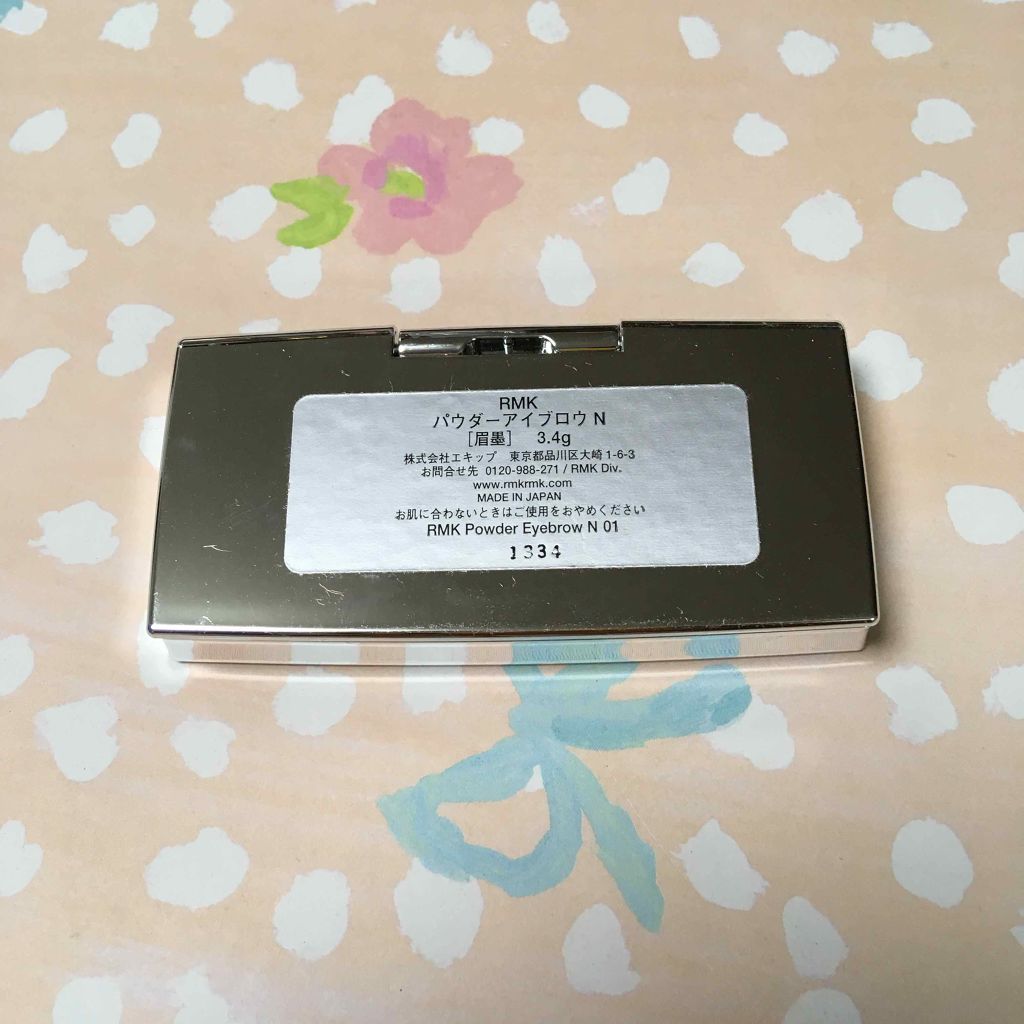 RMK
パウダーアイブロウ N
［眉墨］ 3.4g
株式会社エキップ 東京都品川区大崎 1-6-3
お問合せ先 0120-988-271 / RMK Div.
www.rmkrmk.com
MADE IN JAPAN
お肌に合わないときはご使用をおやめください
RMK Powder Eyebrow N 01
1334